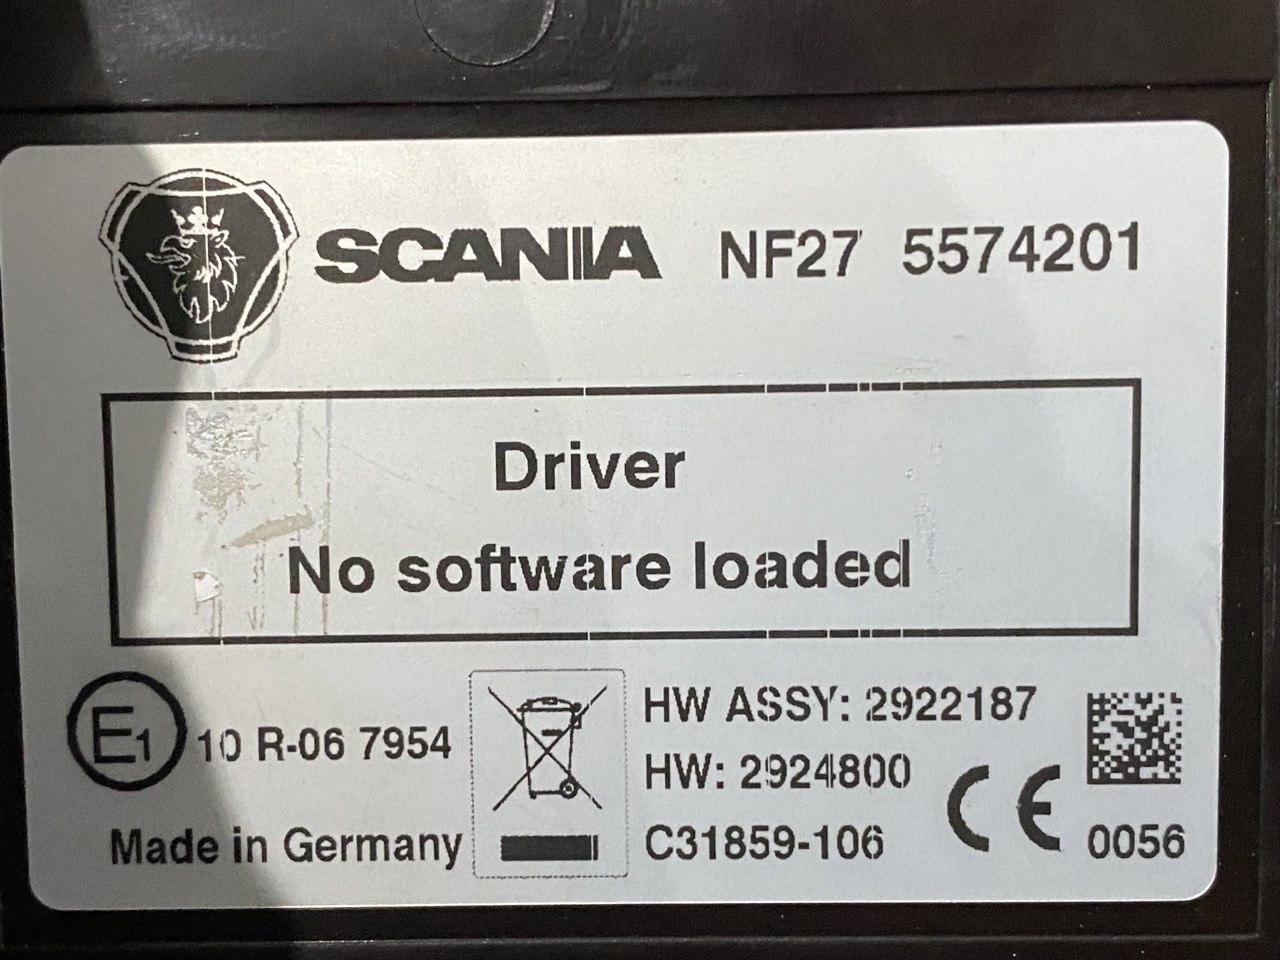 SCANIA NF27 5574201
Driver
No software loaded
E1 10 R-06 7954
HW ASSY: 2922187
HW: 2924800
C31859-106
CE 0056
Made in Germany